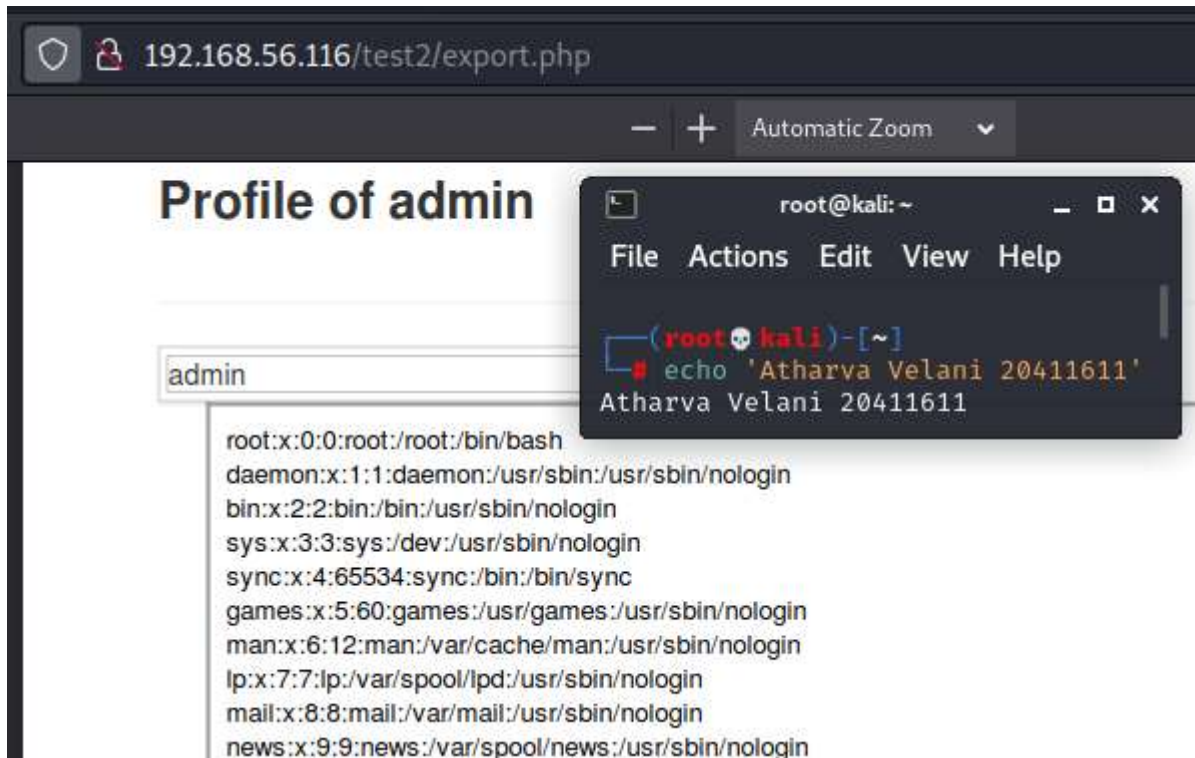 192.168.56.116/test2/export.php
Automatic Zoom
Profile of admin
admin
root:x:0:0:root:/root:/bin/bash
daemon:x:1:1:daemon:/usr/sbin:/usr/sbin/nologin
bin:x:2:2:bin:/bin:/usr/sbin/nologin
sys:x:3:3:sys:/dev:/usr/sbin/nologin
sync:x:4:65534:sync:/bin:/bin/sync
games:x:5:60:games:/usr/games:/usr/sbin/nologin
man:x:6:12:man:/var/cache/man:/usr/sbin/nologin
lp:x:7:7:lp:/var/spool/lpd:/usr/sbin/nologin
mail:x:8:8:mail:/var/mail:/usr/sbin/nologin
news:x:9:9:news:/var/spool/news:/usr/sbin/nologin
root@kali: ~
File Actions Edit View Help
(root💀kali)-[~]
# echo 'Atharva Velani 20411611'
Atharva Velani 20411611